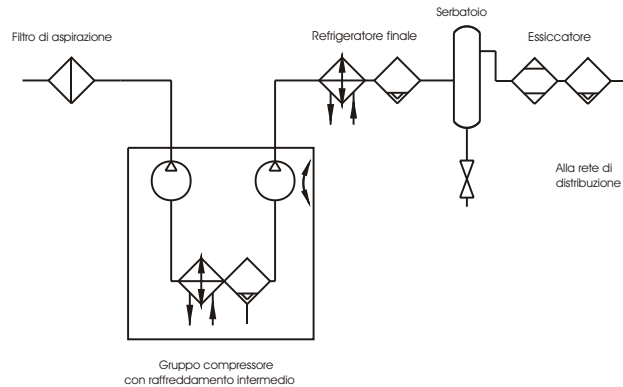 Serbatoio
Filtro di aspirazione
Refrigeratore finale
Essiccatore
Alla rete di
distribuzione
Gruppo compressore
con raffreddamento intermedio